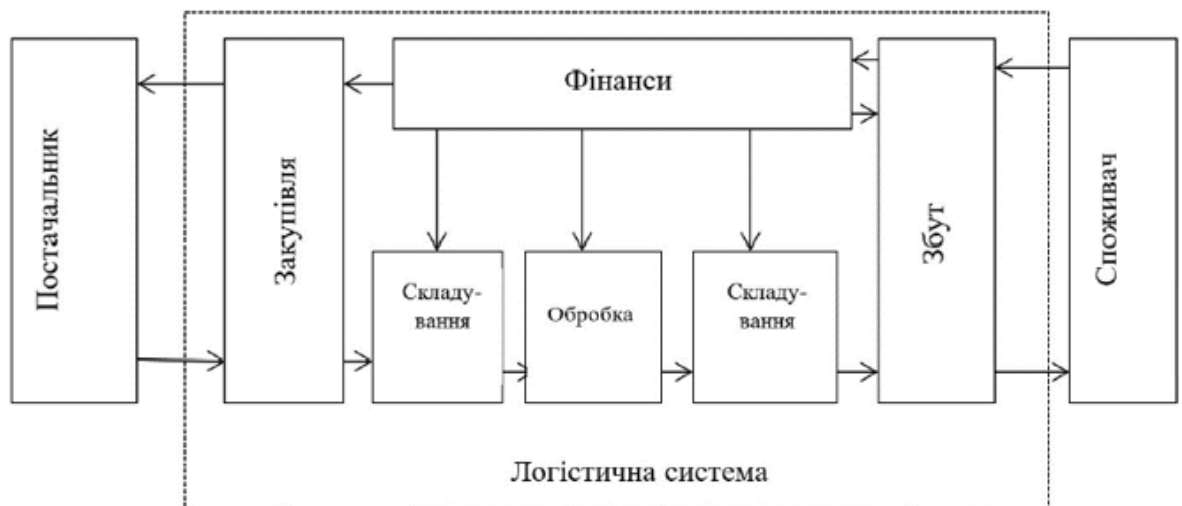 Постачальник
Закупівля
Фінанси
Складу-
вання
Обробка
Складу-
вання
Збут
Споживач
Логістична система